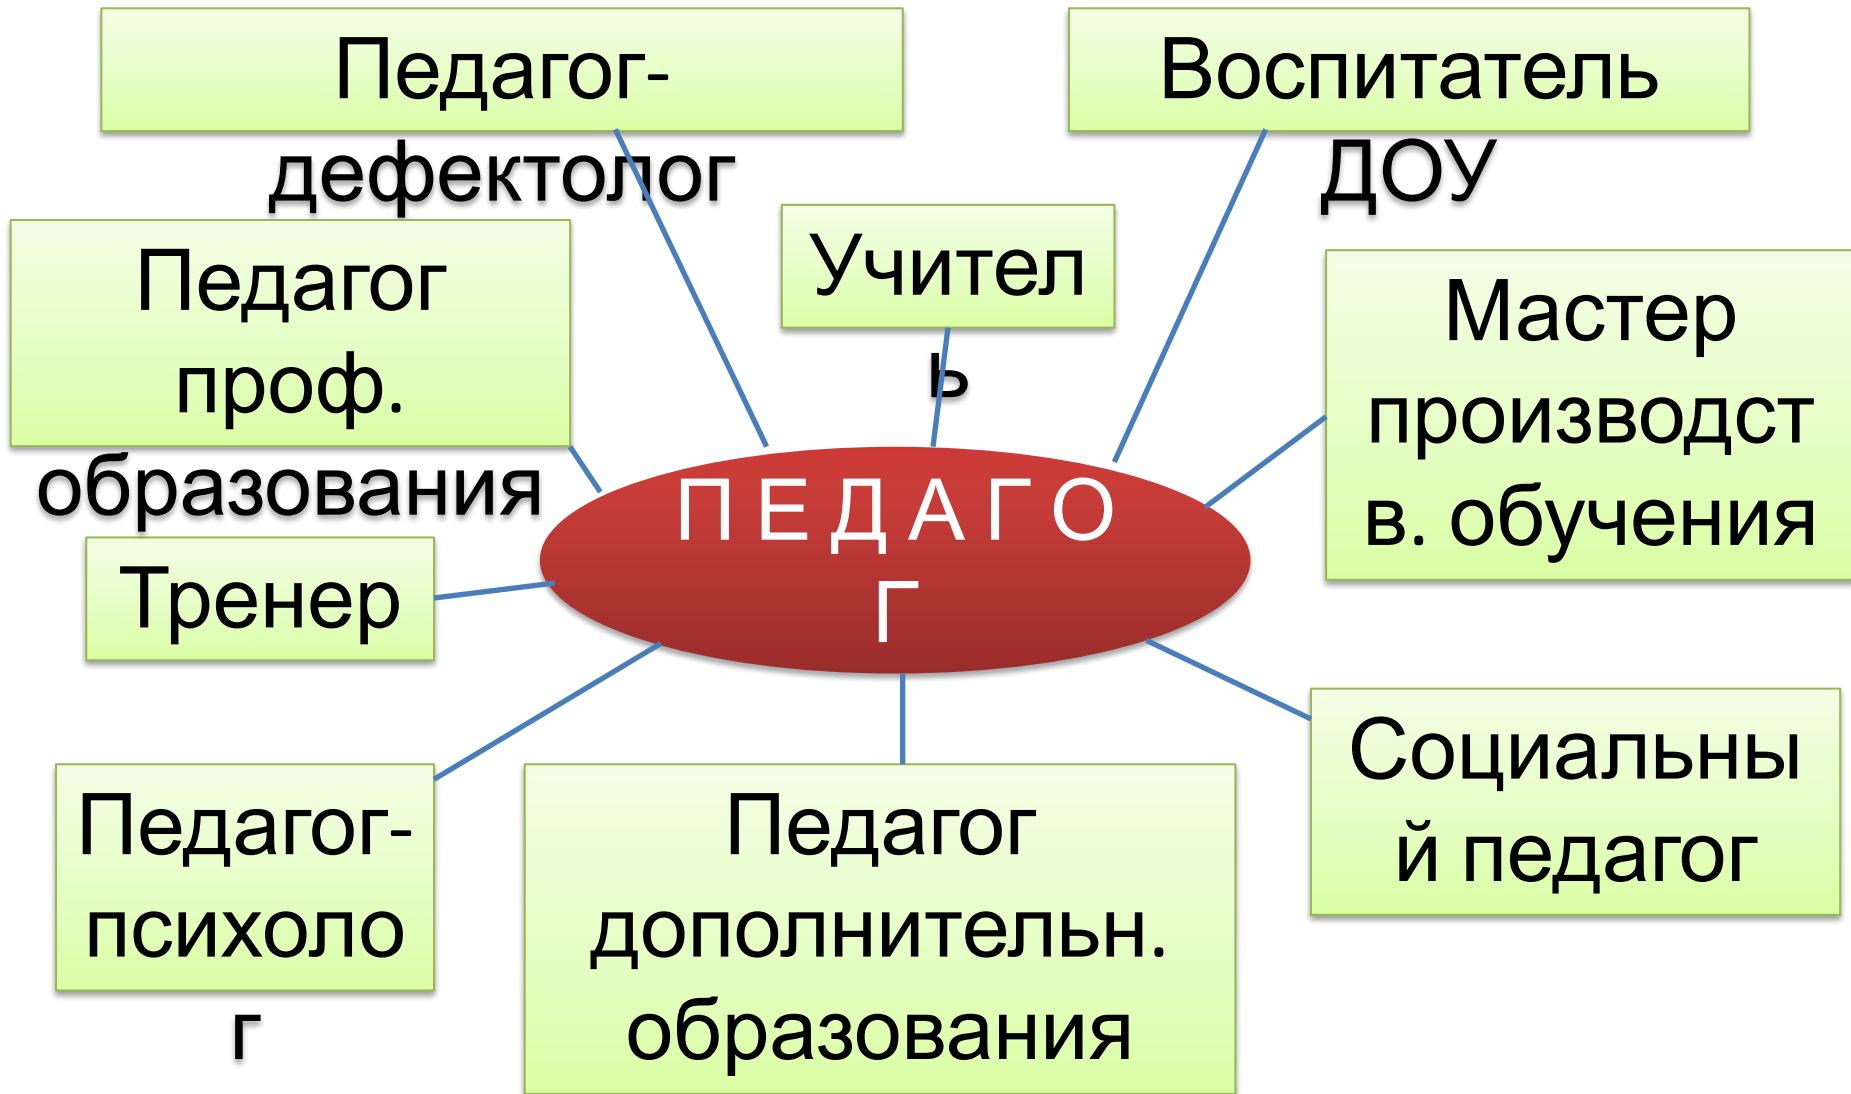 Педагог-
дефектолог
Воспитатель
ДОУ
Учител
ь
Педагог
проф.
образования
Мастер
производст
в. обучения
П Е Д А Г О
Г
Тренер
Социальны
й педагог
Педагог-
психоло
г
Педагог
дополнительн.
образования